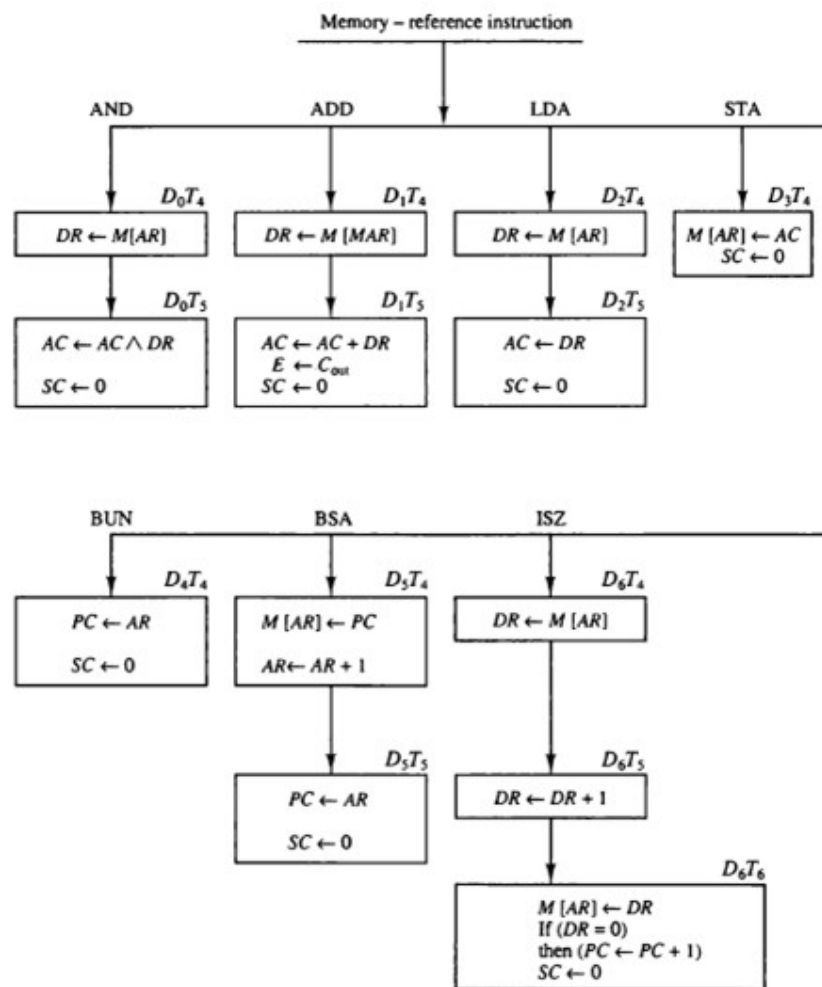 Memory – reference instruction
AND ADD LDA STA
D₀T₄ D₁T₄ D₂T₄ D₃T₄
DR ← M[AR] DR ← M [MAR] DR ← M [AR] M [AR] ← AC
SC ← 0
D₀T₅ D₁T₅ D₂T₅
AC ← AC ∧ DR AC ← AC + DR AC ← DR
E ← Cout
SC ← 0 SC ← 0 SC ← 0
BUN BSA ISZ
D₄T₄ D₅T₄ D₆T₄
PC ← AR M [AR] ← PC DR ← M [AR]
SC ← 0 AR ← AR + 1
D₅T₅ D₆T₅
PC ← AR DR ← DR + 1
SC ← 0
D₆T₆
M [AR] ← DR
If (DR = 0)
then (PC ← PC + 1)
SC ← 0